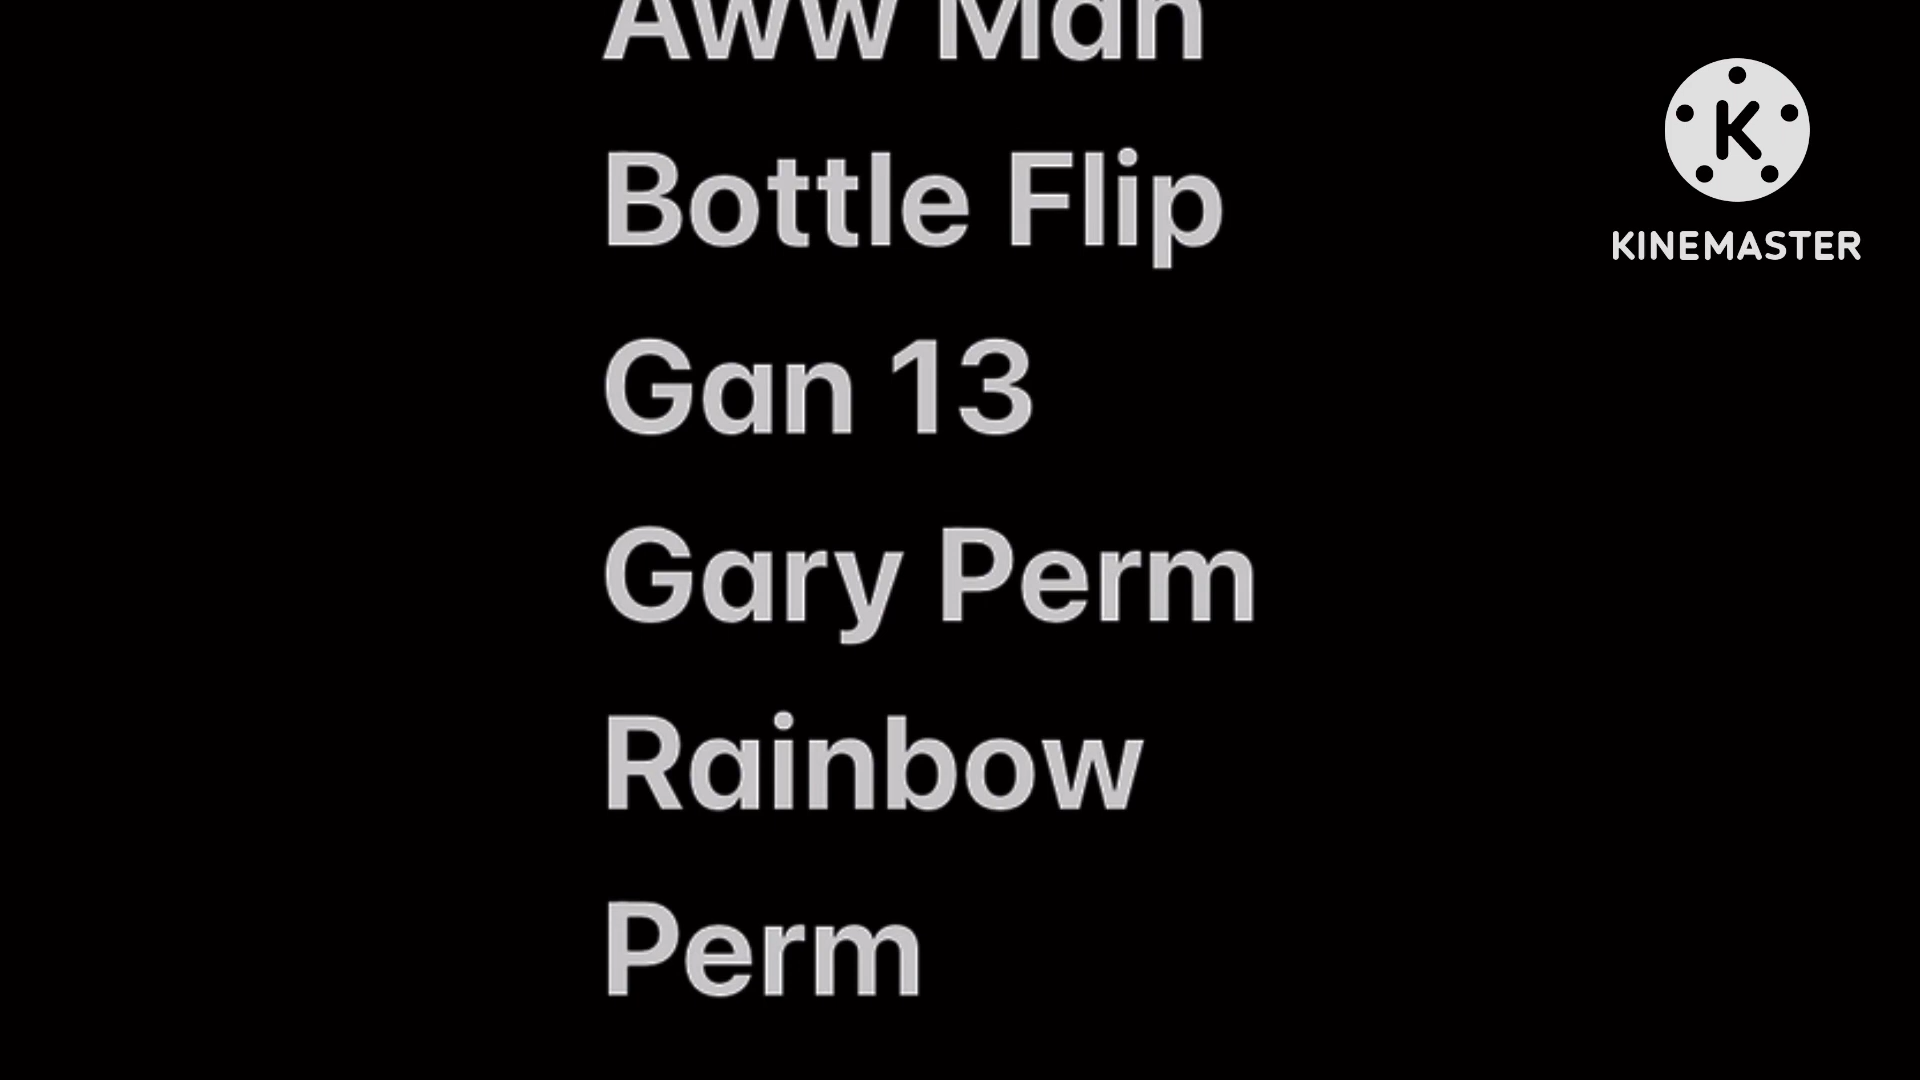 Aww Man
Bottle Flip
Gan 13
Gary Perm
Rainbow
Perm
K
KINEMASTER